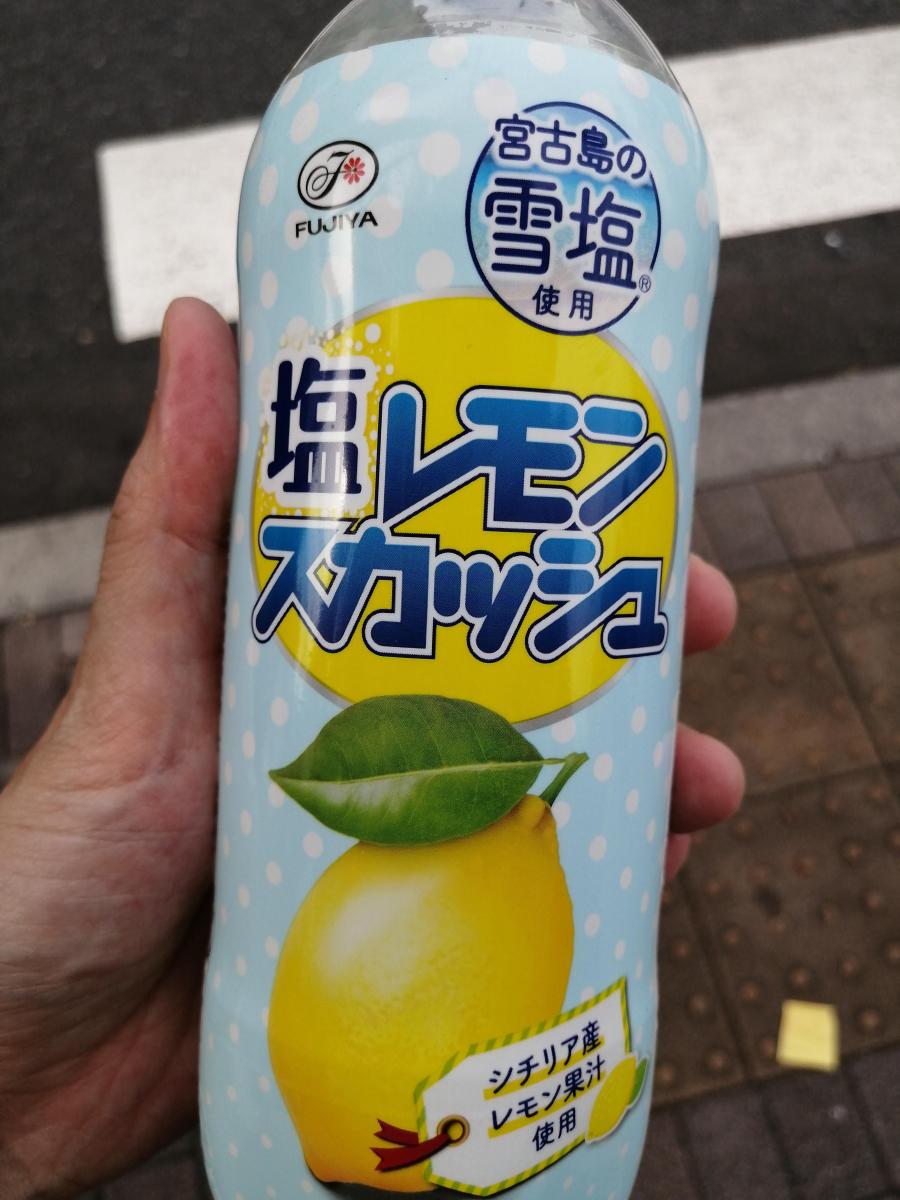 FUJIYA
宮古島の
雪塩®
使用
塩レモン
スカッシュ
シチリア産
レモン果汁
使用